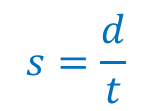 s = d/t